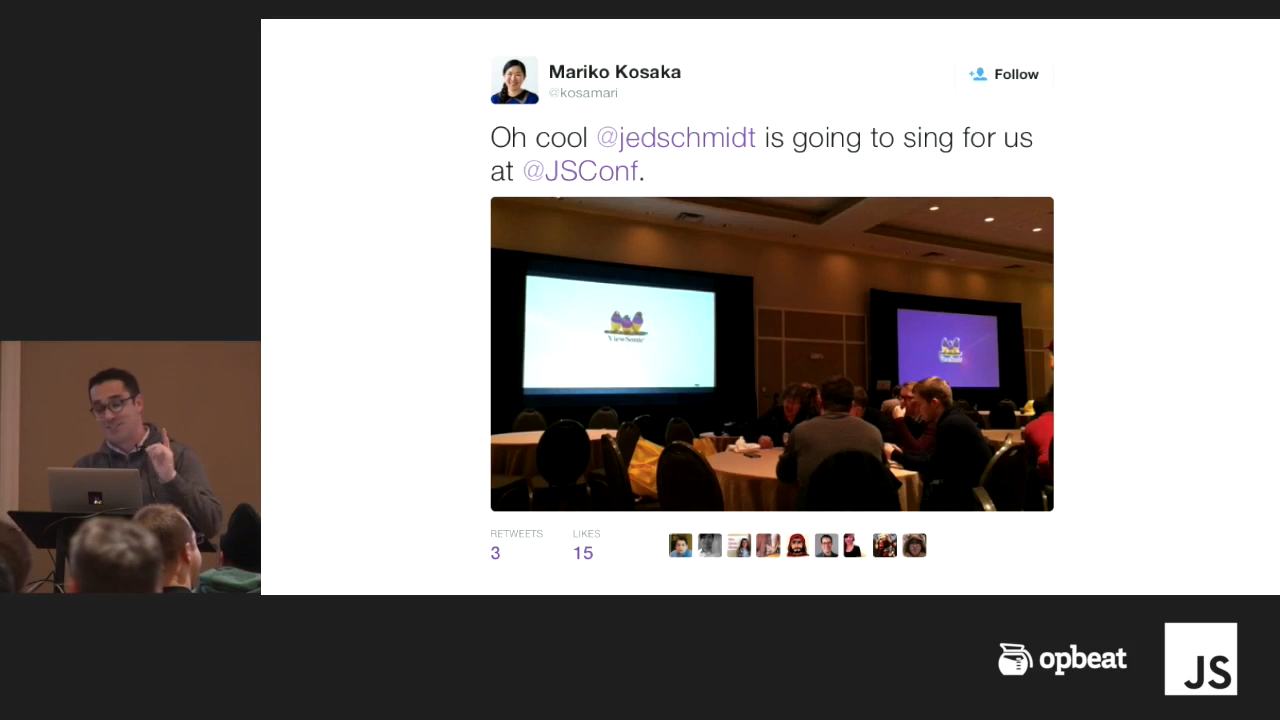 Mariko Kosaka
@kosamari
Follow
Oh cool @jedschmidt is going to sing for us
at @JSConf.
ViewSonic
RETWEETS
3
LIKES
15
opbeat
JS